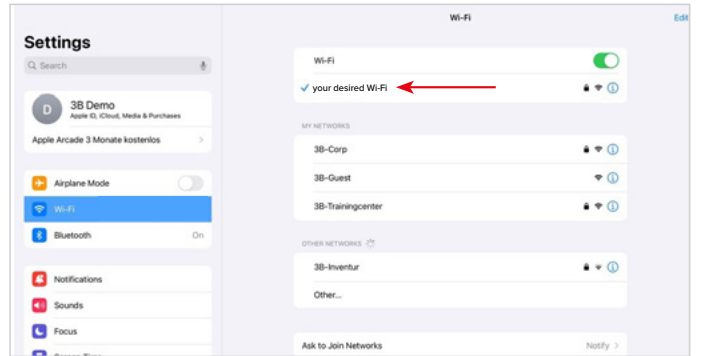 Wi-Fi
Edit
Settings
Search
D
3B Demo
Apple ID, iCloud, Media & Purchases
Apple Arcade 3 Monate kostenlos
Airplane Mode
Wi-Fi
Bluetooth
On
Notifications
Sounds
Focus
Screen Time
Wi-Fi
your desired Wi-Fi
MY NETWORKS
3B-Corp
3B-Guest
3B-Trainingcenter
OTHER NETWORKS
3B-Inventur
Other...
Ask to Join Networks
Notify